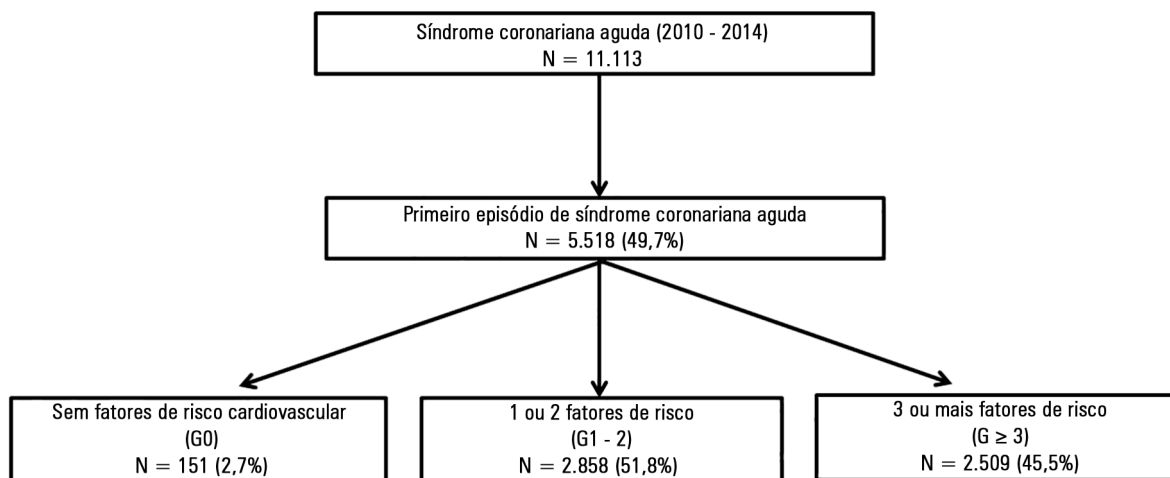 Síndrome coronariana aguda (2010 - 2014)
N = 11.113
Primeiro episódio de síndrome coronariana aguda
N = 5.518 (49,7%)
Sem fatores de risco cardiovascular
(G0)
N = 151 (2,7%)
1 ou 2 fatores de risco
(G1 - 2)
N = 2.858 (51,8%)
3 ou mais fatores de risco
(G ≥ 3)
N = 2.509 (45,5%)